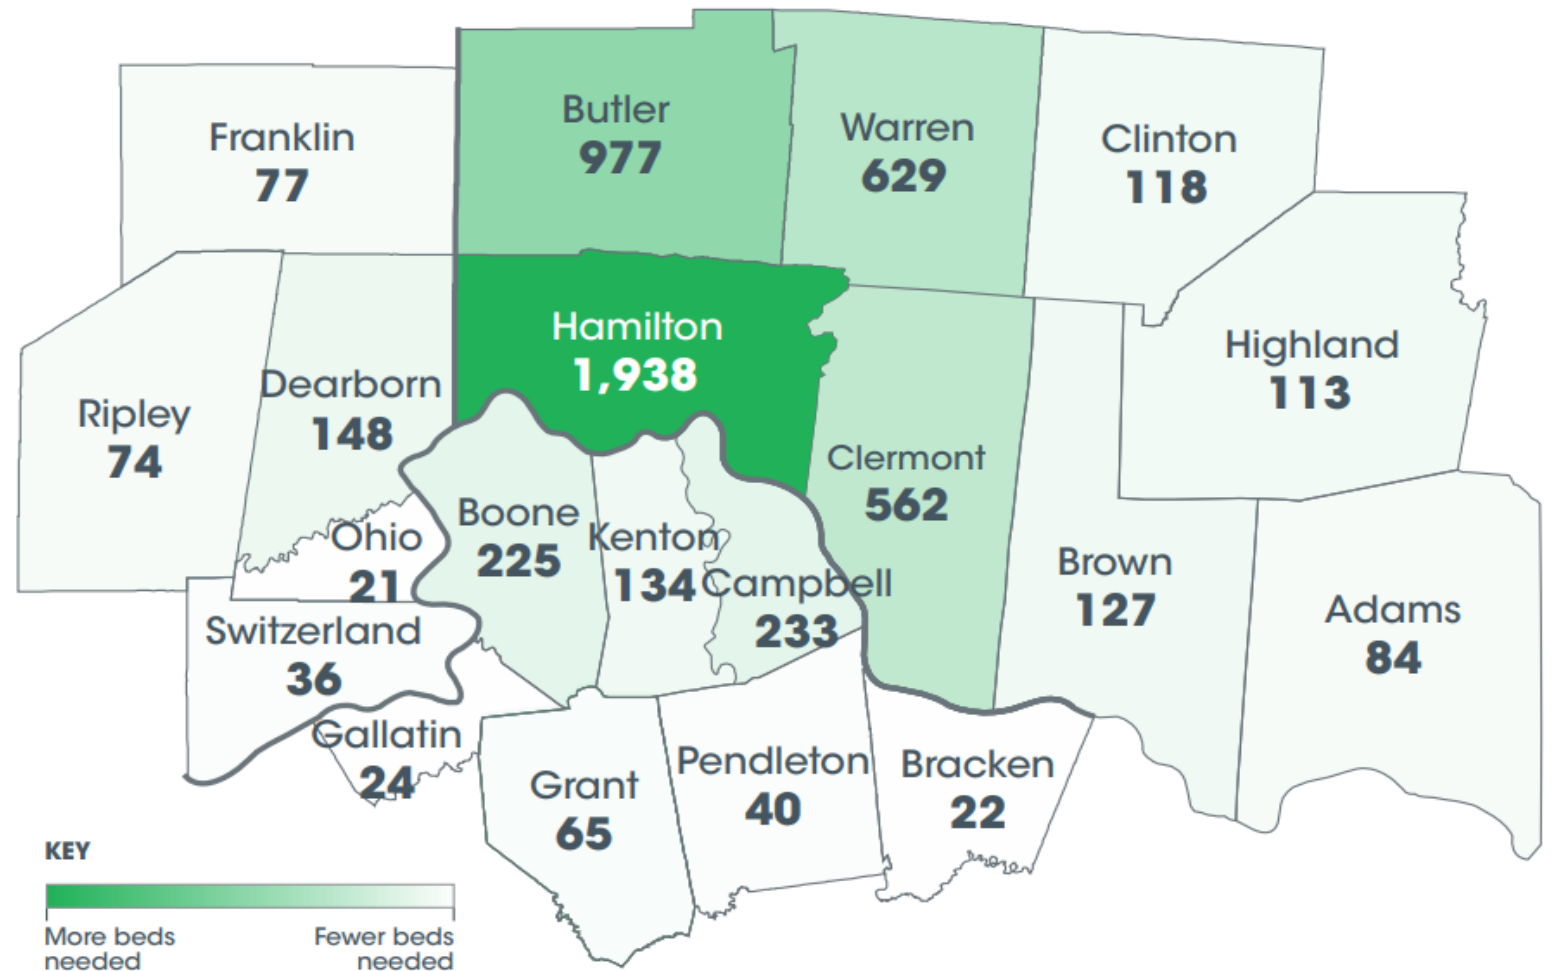 Franklin
77
Butler
977
Warren
629
Clinton
118
Hamilton
1,938
Highland
113
Dearborn
148
Ripley
74
Clermont
562
Boone
225
Kenton
134
Ohio
21
Campbell
233
Brown
127
Adams
84
Switzerland
36
Gallatin
24
Grant
65
Pendleton
40
Bracken
22
KEY
More beds
needed
Fewer beds
needed